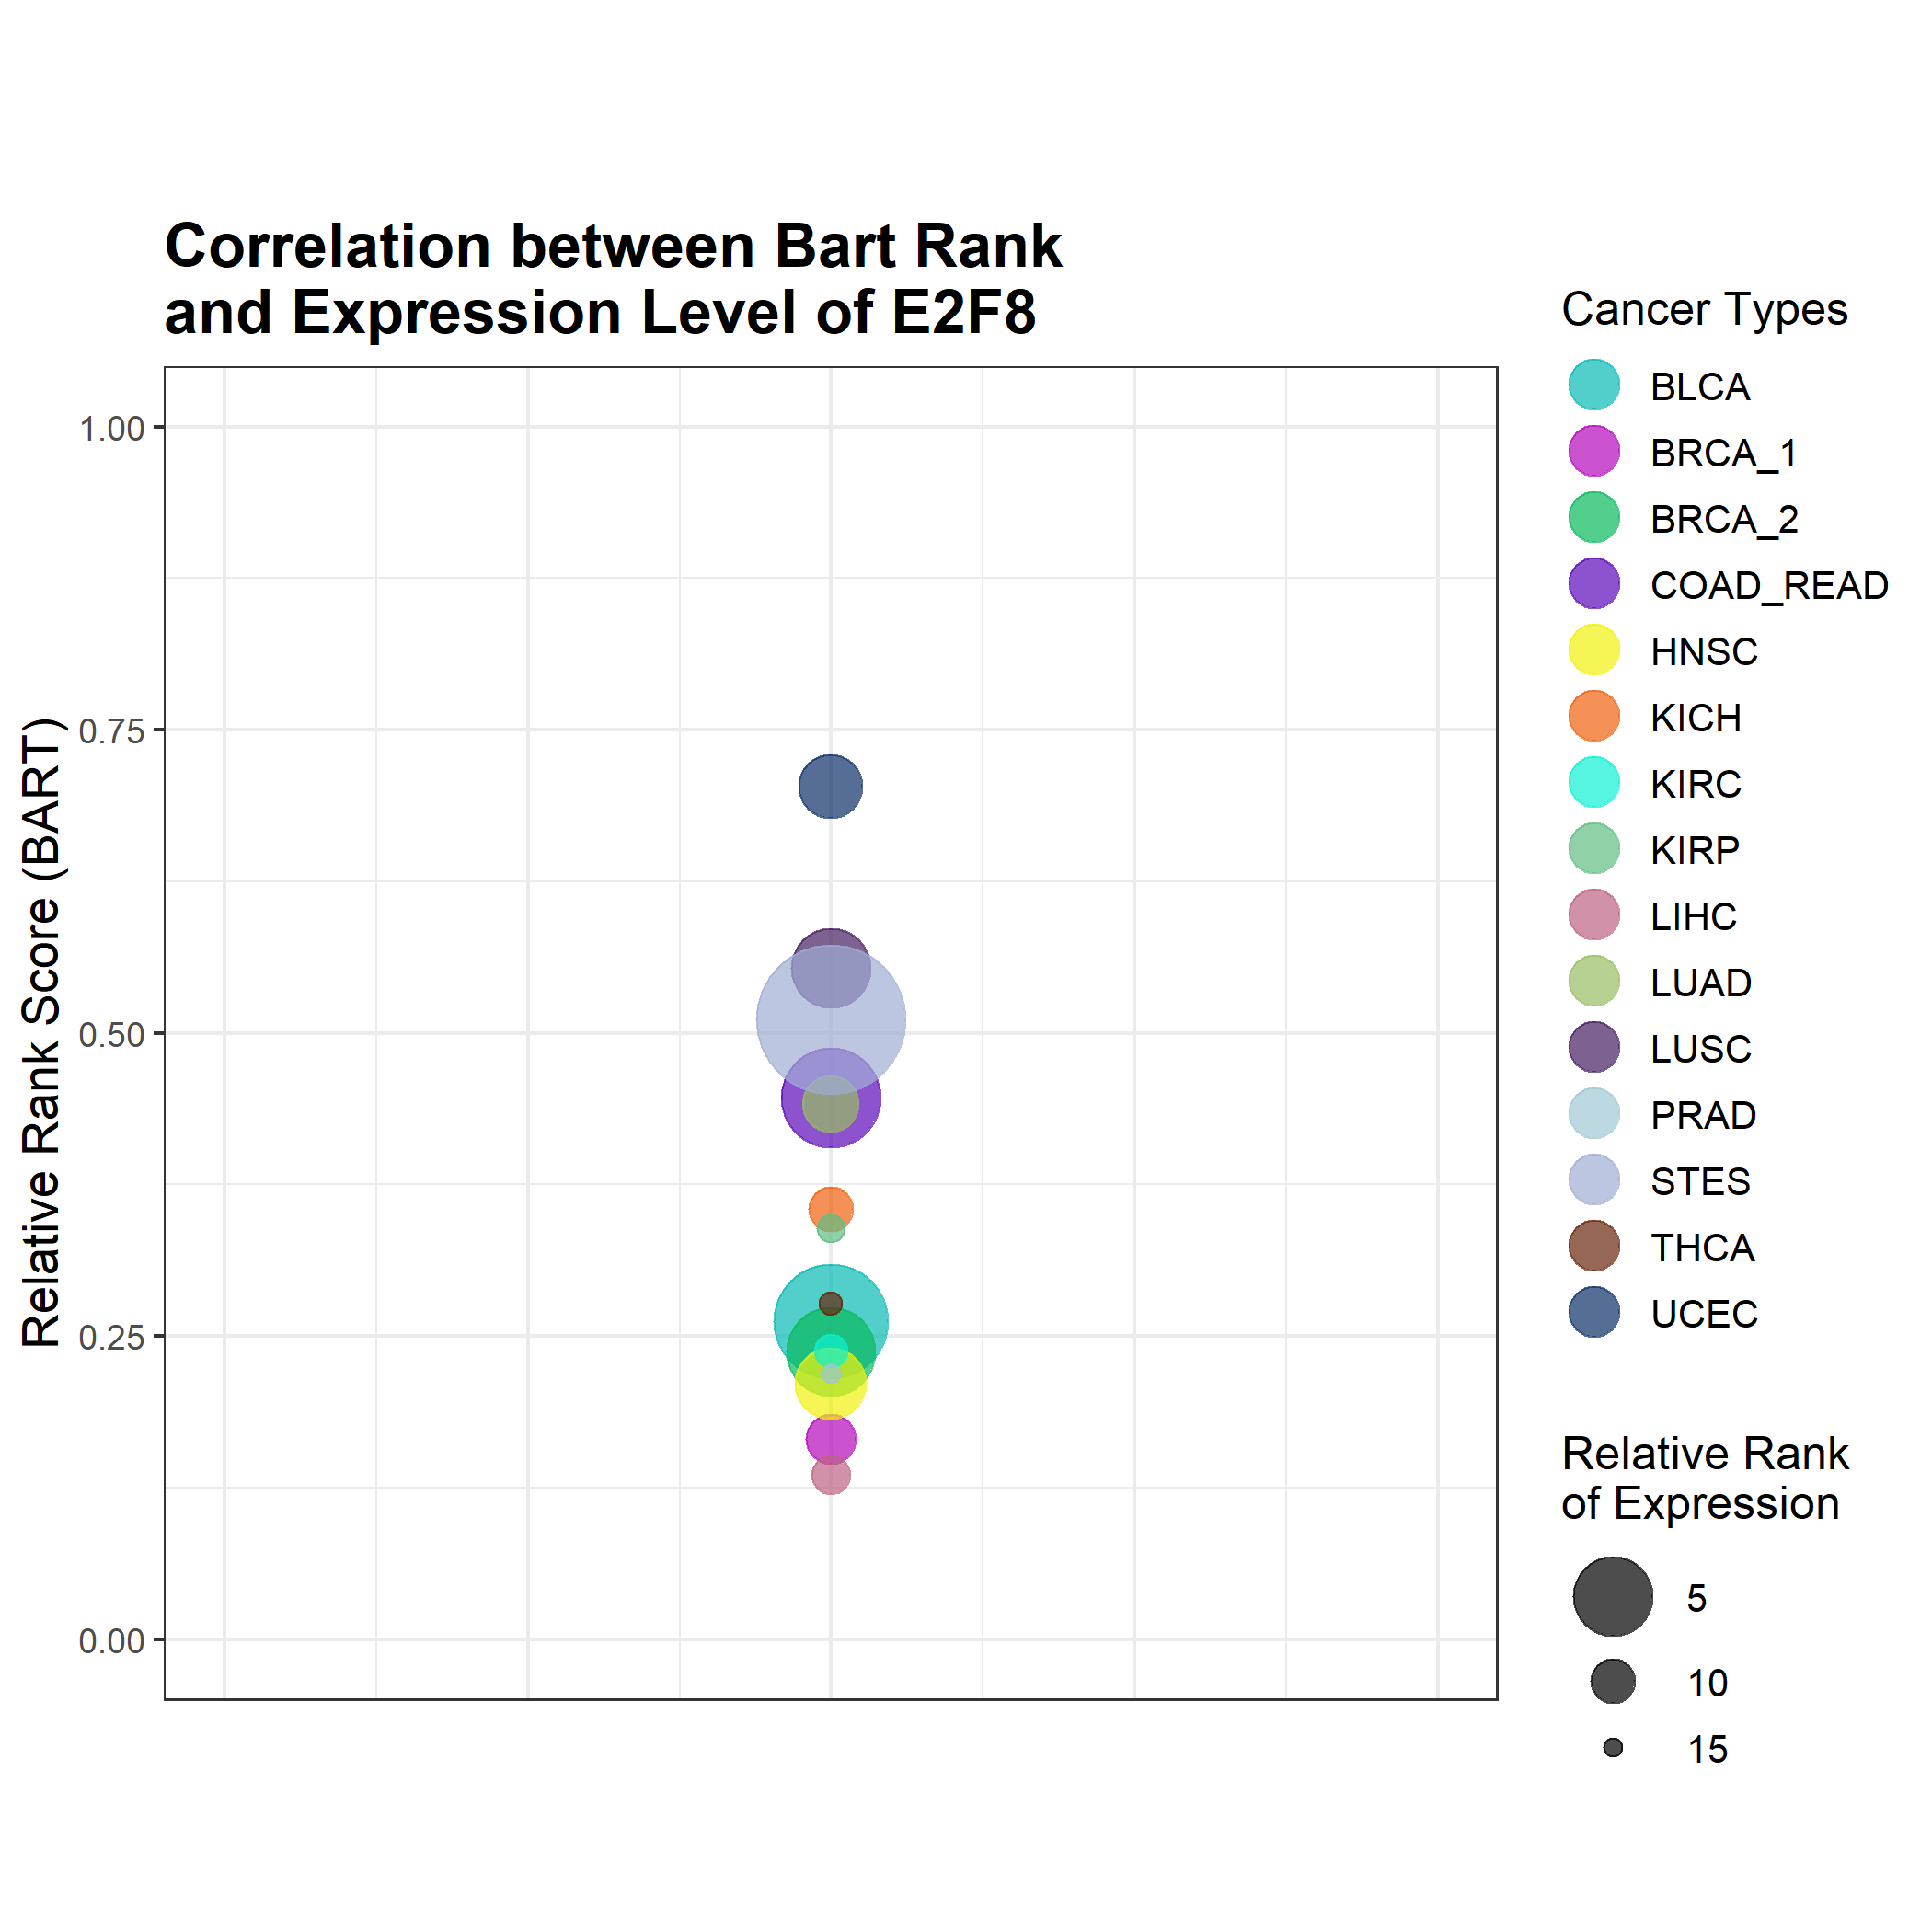 Correlation between Bart Rank
and Expression Level of E2F8
Relative Rank Score (BART)
1.00
0.75
0.50
0.25
0.00
Cancer Types
BLCA
BRCA_1
BRCA_2
COAD_READ
HNSC
KICH
KIRC
KIRP
LIHC
LUAD
LUSC
PRAD
STES
THCA
UCEC
Relative Rank
of Expression
5
10
15